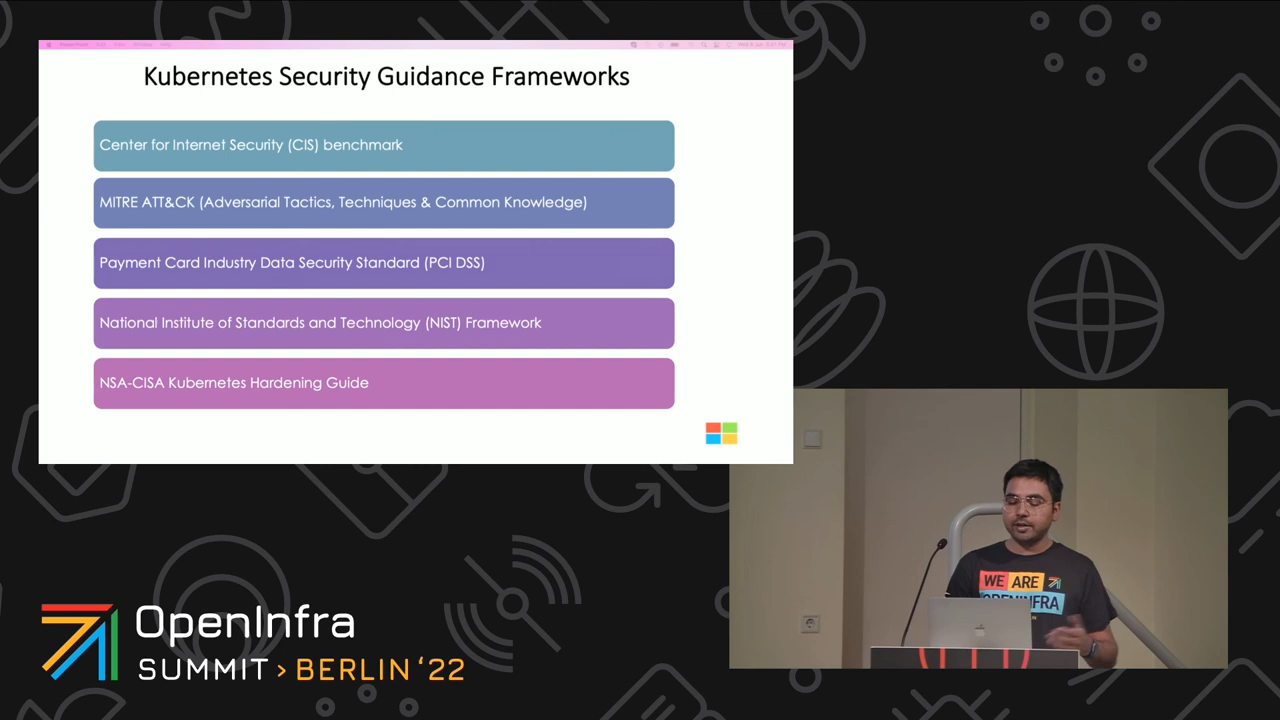 Kubernetes Security Guidance Frameworks
Center for Internet Security (CIS) benchmark
MITRE ATT&CK (Adversarial Tactics, Techniques & Common Knowledge)
Payment Card Industry Data Security Standard (PCI DSS)
National Institute of Standards and Technology (NIST) Framework
NSA-CISA Kubernetes Hardening Guide
WE ARE
OPENINFRA
OpenInfra
SUMMIT > BERLIN '22